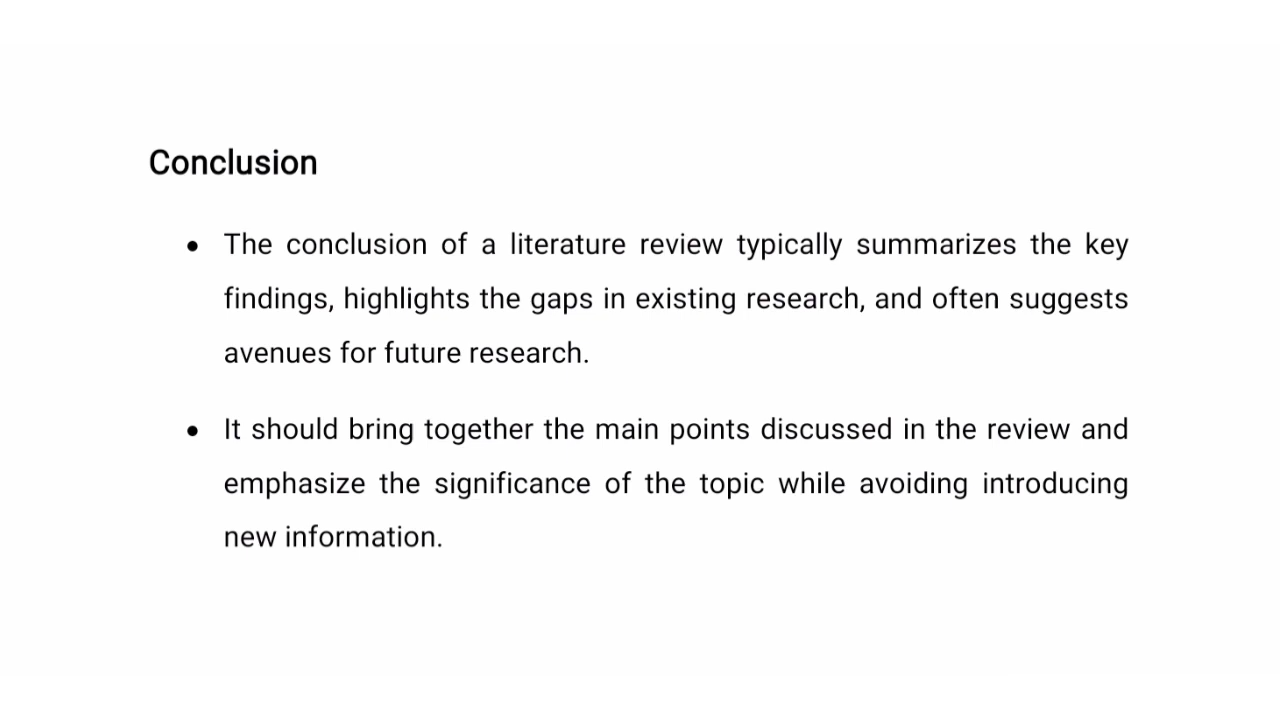 Conclusion
• The conclusion of a literature review typically summarizes the key
findings, highlights the gaps in existing research, and often suggests
avenues for future research.
• It should bring together the main points discussed in the review and
emphasize the significance of the topic while avoiding introducing
new information.